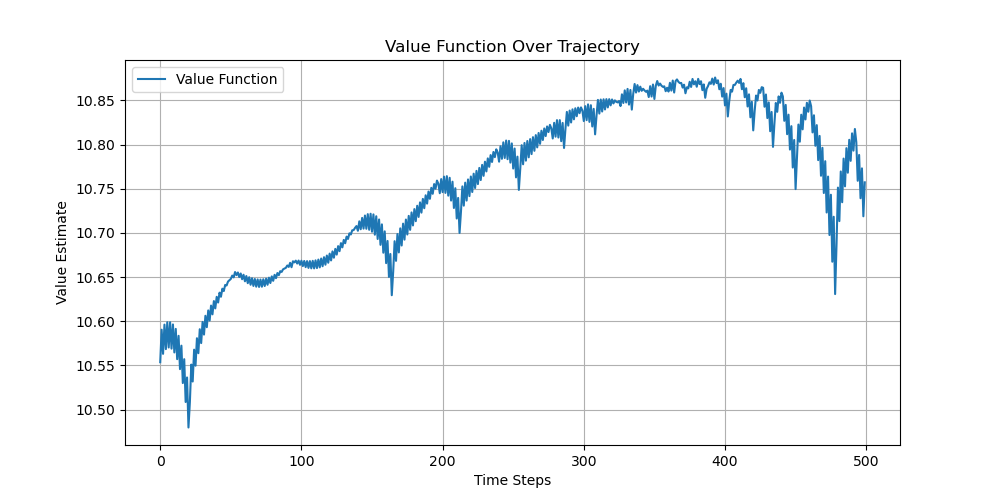 Value Function Over Trajectory
Value Function
Value Estimate
10.85
10.80
10.75
10.70
10.65
10.60
10.55
10.50
0 100 200 300 400 500
Time Steps